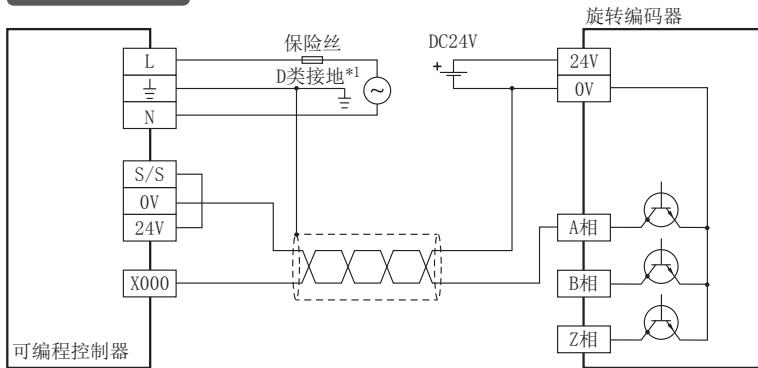 旋转编码器
保险丝
DC24V
L
D类接地*1
+
24V
0V
N
~
S/S
0V
24V
A相
X000
B相
Z相
可编程控制器